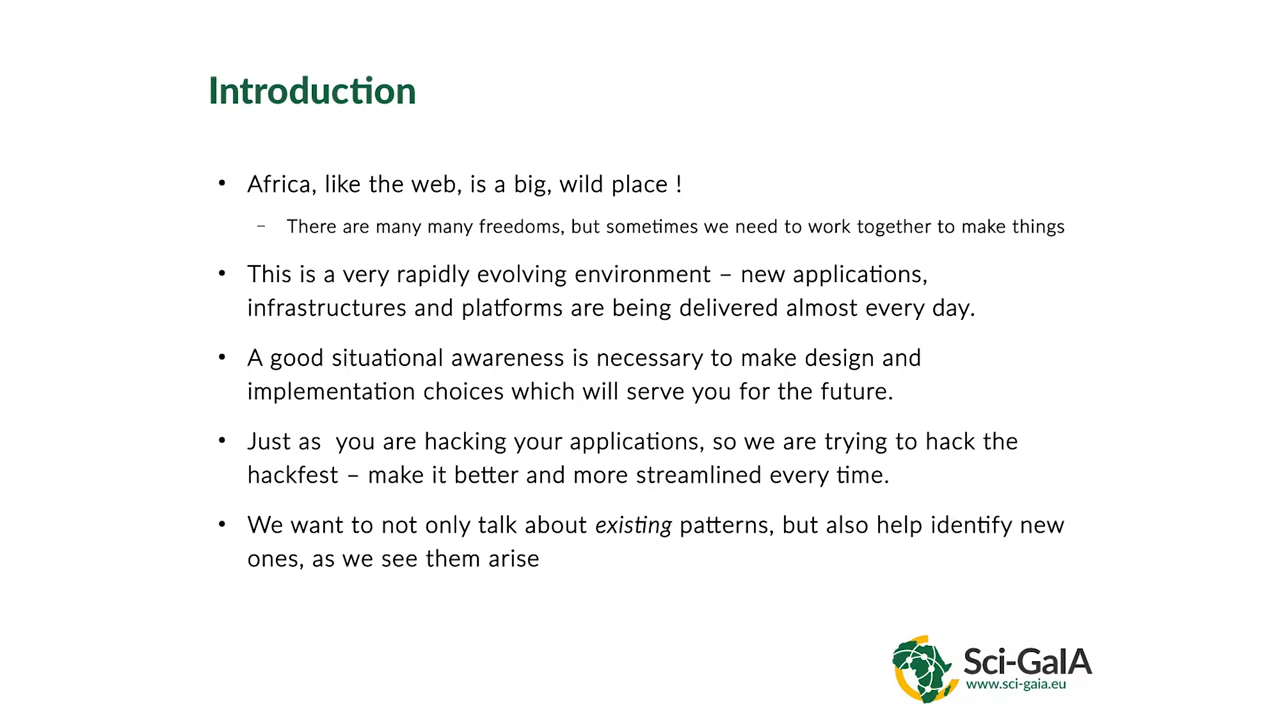 Introduction
• Africa, like the web, is a big, wild place !
– There are many many freedoms, but sometimes we need to work together to make things
• This is a very rapidly evolving environment – new applications,
infrastructures and platforms are being delivered almost every day.
• A good situational awareness is necessary to make design and
implementation choices which will serve you for the future.
• Just as  you are hacking your applications, so we are trying to hack the
hackfest – make it better and more streamlined every time.
• We want to not only talk about existing patterns, but also help identify new
ones, as we see them arise
Sci-GaIA
www.sci-gaia.eu